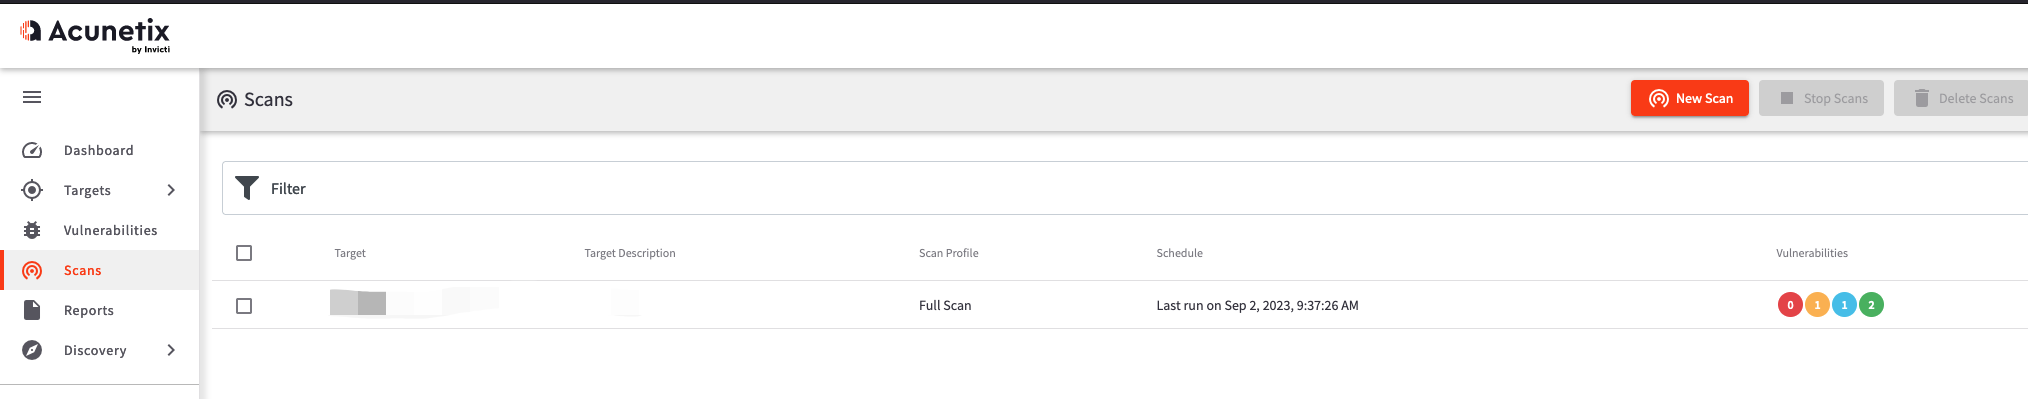 Acunetix
by Invicti
Scans
New Scan
Stop Scans
Delete Scans
Dashboard
Targets
Vulnerabilities
Scans
Reports
Discovery
Filter
Target Target Description Scan Profile Schedule Vulnerabilities
Full Scan Last run on Sep 2, 2023, 9:37:26 AM 0 1 1 2